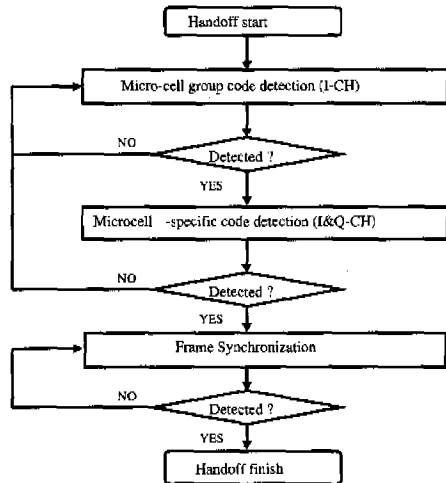 Handoff start
Micro-cell group code detection (I-CH)
NO
Detected ?
YES
Microcell -specific code detection (I&Q-CH)
NO
Detected ?
YES
Frame Synchronization
NO
Detected ?
YES
Handoff finish